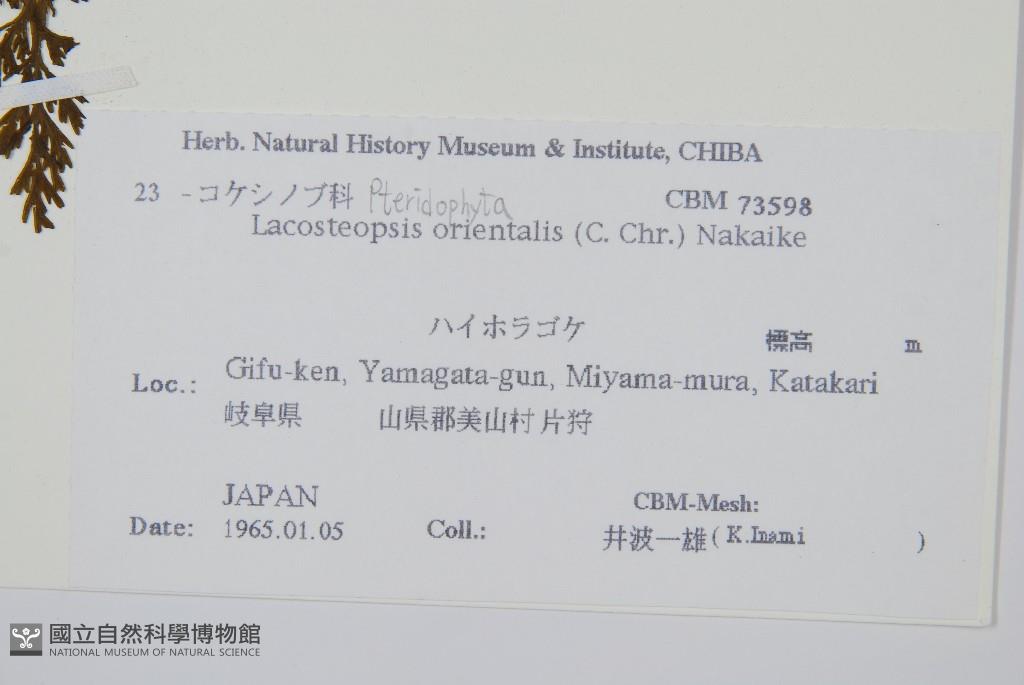 Herb. Natural History Museum & Institute, CHIBA
23 - コケシノブ科 Pteridophyta CBM 73598
Lacosteopsis orientalis (C. Chr.) Nakaike
ハイホラゴケ
標高 m
Loc.: Gifu-ken, Yamagata-gun, Miyama-mura, Katakari
岐阜県 山県郡美山村片狩
JAPAN CBM-Mesh:
Date: 1965.01.05 Coll.: 井波一雄( K.Inami )
國立自然科學博物館
NATIONAL MUSEUM OF NATURAL SCIENCE